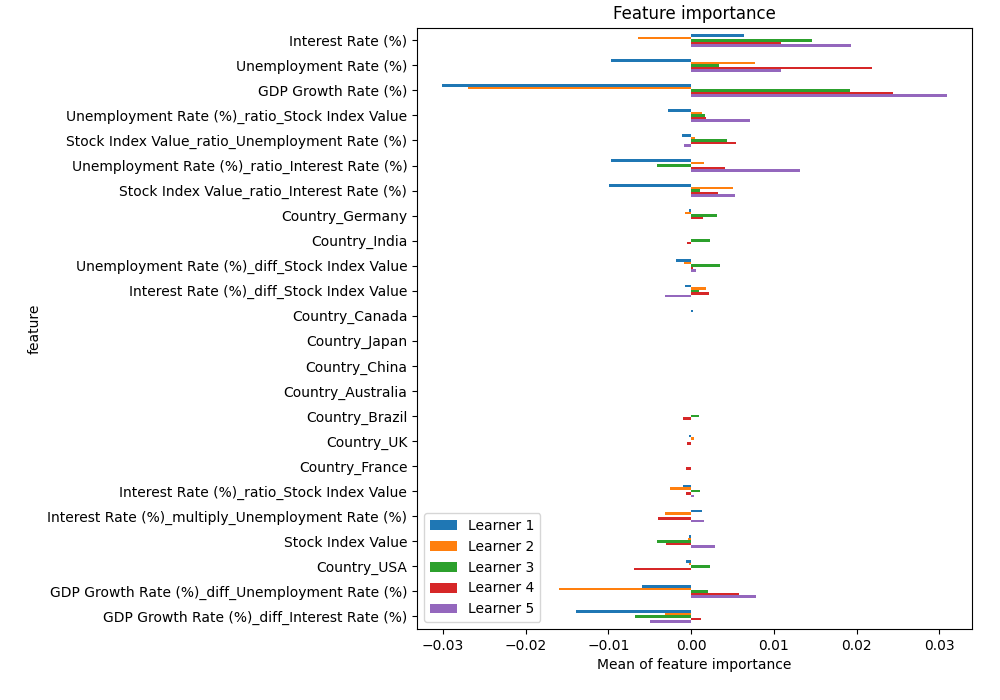 Feature importance
Interest Rate (%)
Unemployment Rate (%)
GDP Growth Rate (%)
Unemployment Rate (%)_ratio_Stock Index Value
Stock Index Value_ratio_Unemployment Rate (%)
Unemployment Rate (%)_ratio_Interest Rate (%)
Stock Index Value_ratio_Interest Rate (%)
Country_Germany
Country_India
Unemployment Rate (%)_diff_Stock Index Value
Interest Rate (%)_diff_Stock Index Value
Country_Canada
Country_Japan
Country_China
Country_Australia
Country_Brazil
Country_UK
Country_France
Interest Rate (%)_ratio_Stock Index Value
Interest Rate (%)_multiply_Unemployment Rate (%)
Stock Index Value
Country_USA
GDP Growth Rate (%)_diff_Unemployment Rate (%)
GDP Growth Rate (%)_diff_Interest Rate (%)
feature
Learner 1
Learner 2
Learner 3
Learner 4
Learner 5
−0.03 −0.02 −0.01 0.00 0.01 0.02 0.03
Mean of feature importance